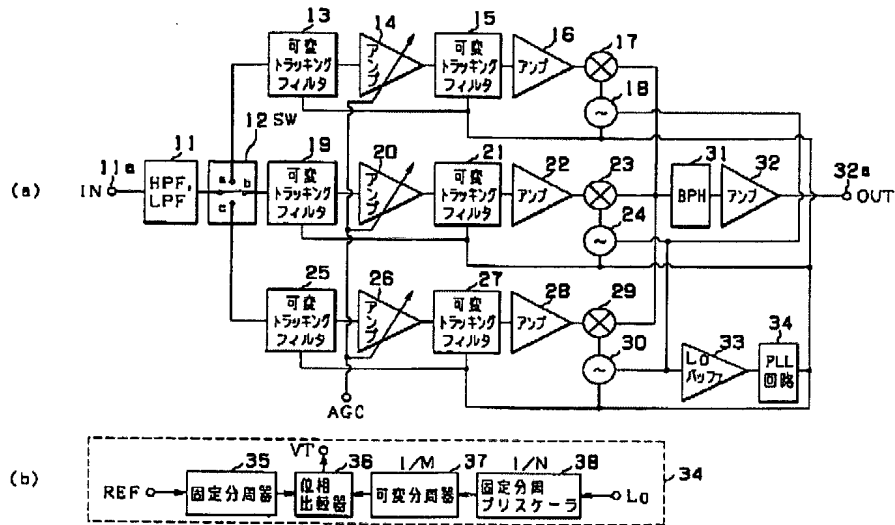 (a)
13
可変
トラッキング
フィルタ
14
アンプ
15
可変
トラッキング
フィルタ
16
アンプ
17
18
11a
IN
11
HPF,
LPF
12 SW
a
b
c
19
可変
トラッキング
フィルタ
20
アンプ
21
可変
トラッキング
フィルタ
22
アンプ
23
24
31
BPH
32
アンプ
32a
OUT
25
可変
トラッキング
フィルタ
26
アンプ
27
可変
トラッキング
フィルタ
28
アンプ
29
30
33
Lo
バッファ
34
PLL
回路
AGC
(b)
REF
35
固定分周器
VT
36
位相
比較器
1/M
37
可変分周器
1/N
38
固定分周
プリスケーラ
Lo
34